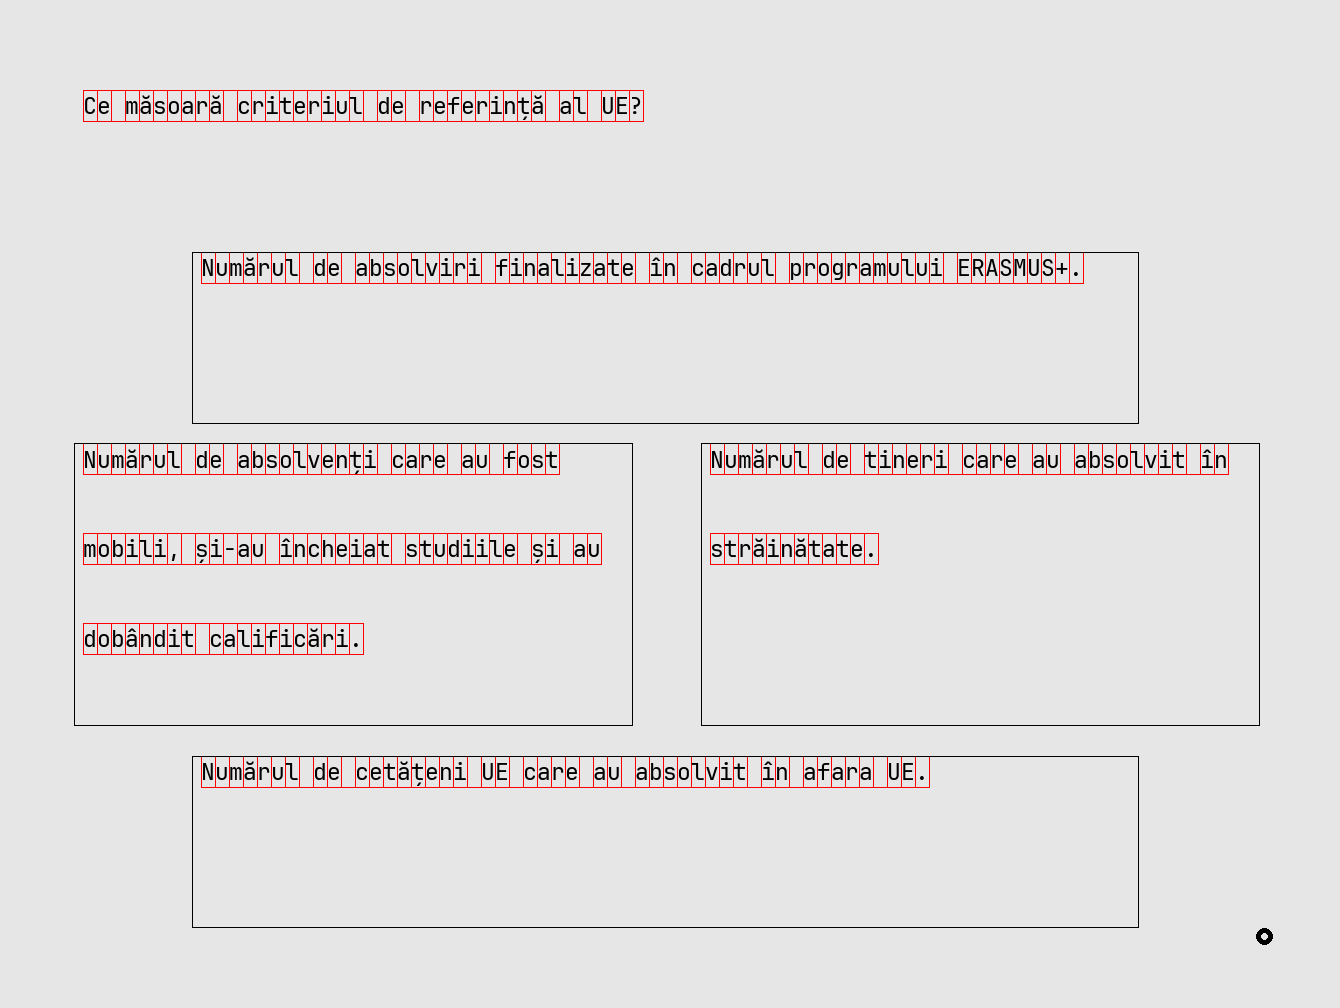 Ce măsoară criteriul de referință al UE?
Numărul de absolviri finalizate în cadrul programului ERASMUS+.
Numărul de absolvenți care au fost
mobili, și-au încheiat studiile și au
dobândit calificări.
Numărul de tineri care au absolvit în
străinătate.
Numărul de cetățeni UE care au absolvit în afara UE.